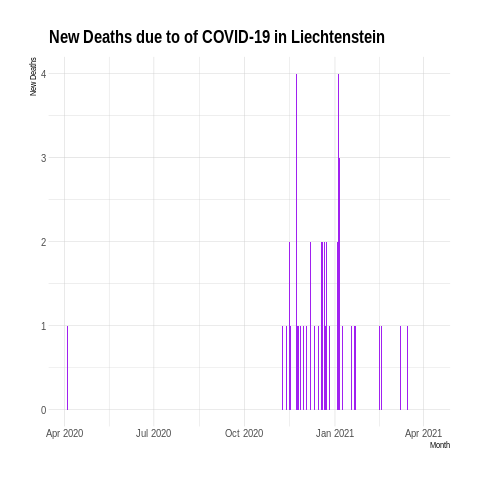 New Deaths due to of COVID-19 in Liechtenstein
New Deaths
4
3
2
1
0
Apr 2020 Jul 2020 Oct 2020 Jan 2021 Apr 2021
Month